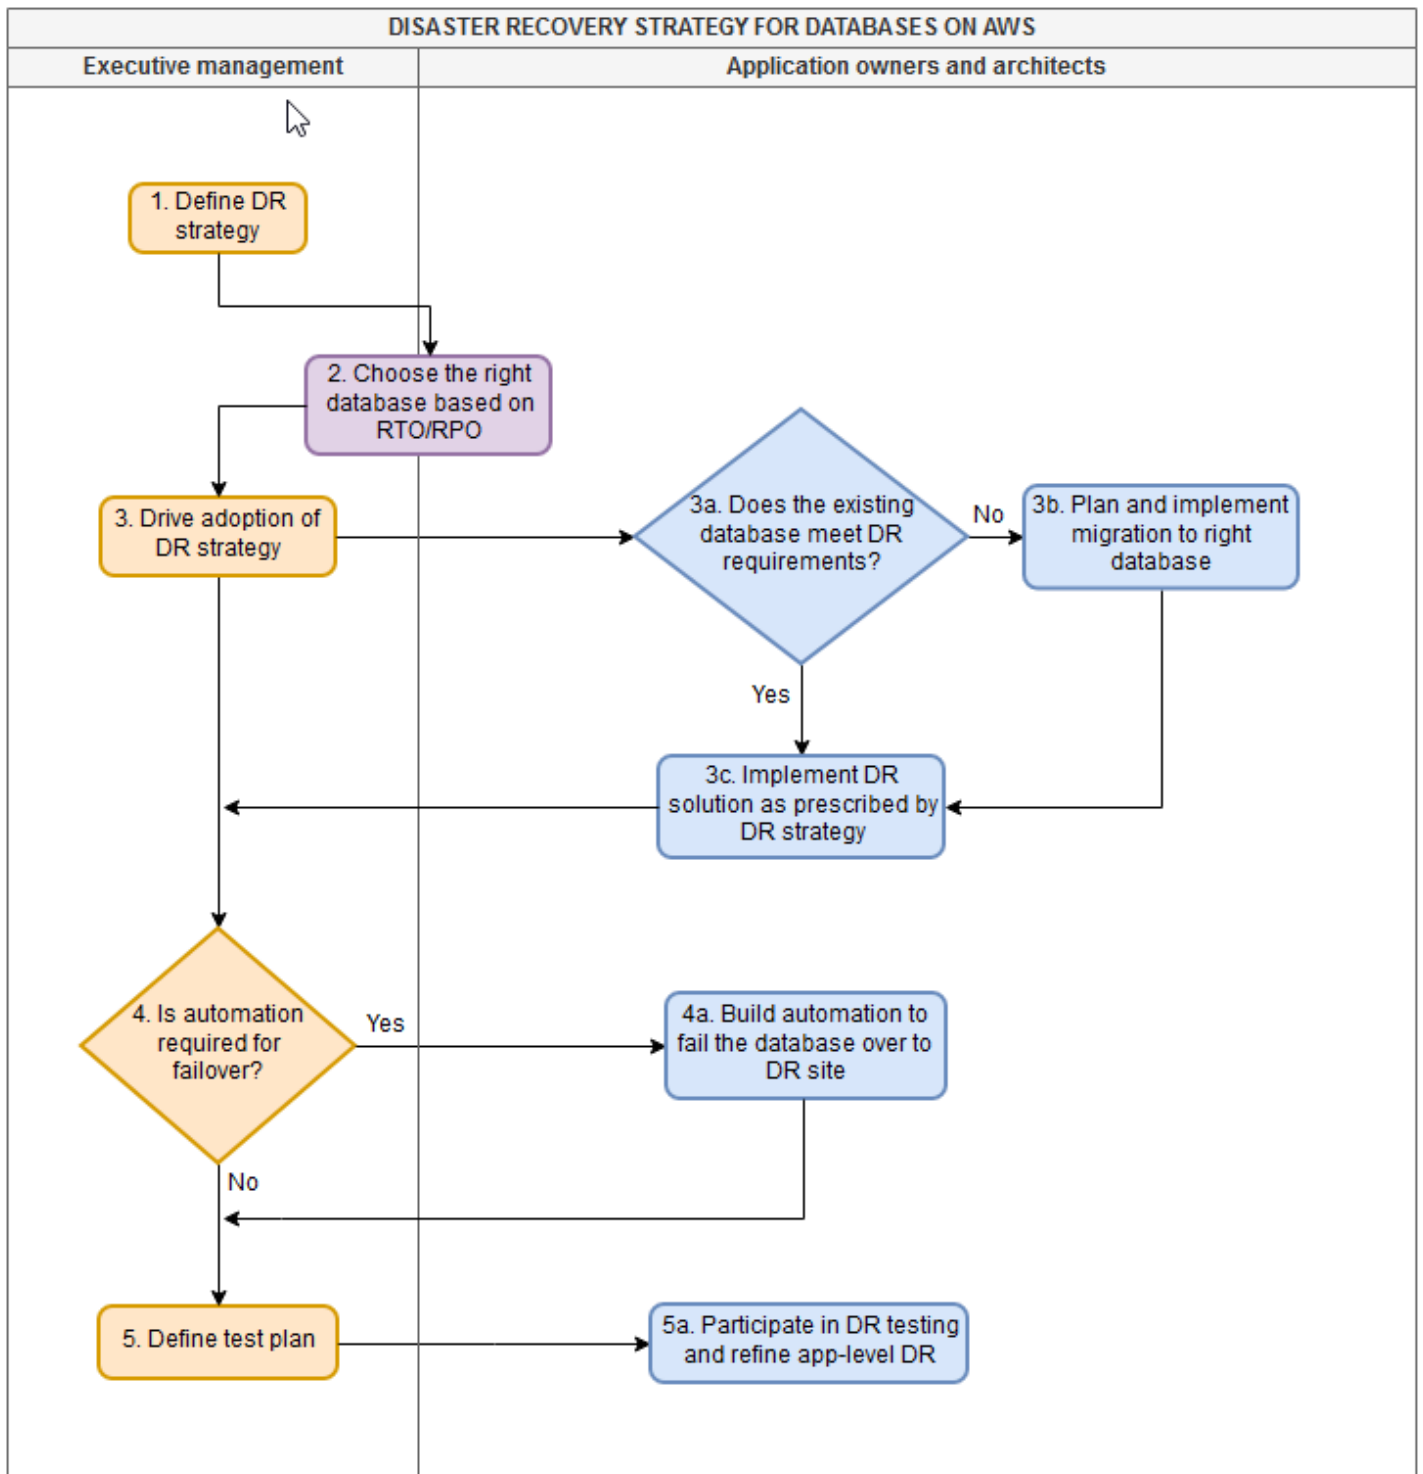 DISASTER RECOVERY STRATEGY FOR DATABASES ON AWS
Executive management
Application owners and architects
1. Define DR
strategy
2. Choose the right
database based on
RTO/RPO
3. Drive adoption of
DR strategy
3a. Does the existing
database meet DR
requirements?
No
3b. Plan and implement
migration to right
database
Yes
3c. Implement DR
solution as prescribed by
DR strategy
4. Is automation
required for
failover?
Yes
4a. Build automation to
fail the database over to
DR site
No
5. Define test plan
5a. Participate in DR testing
and refine app-level DR